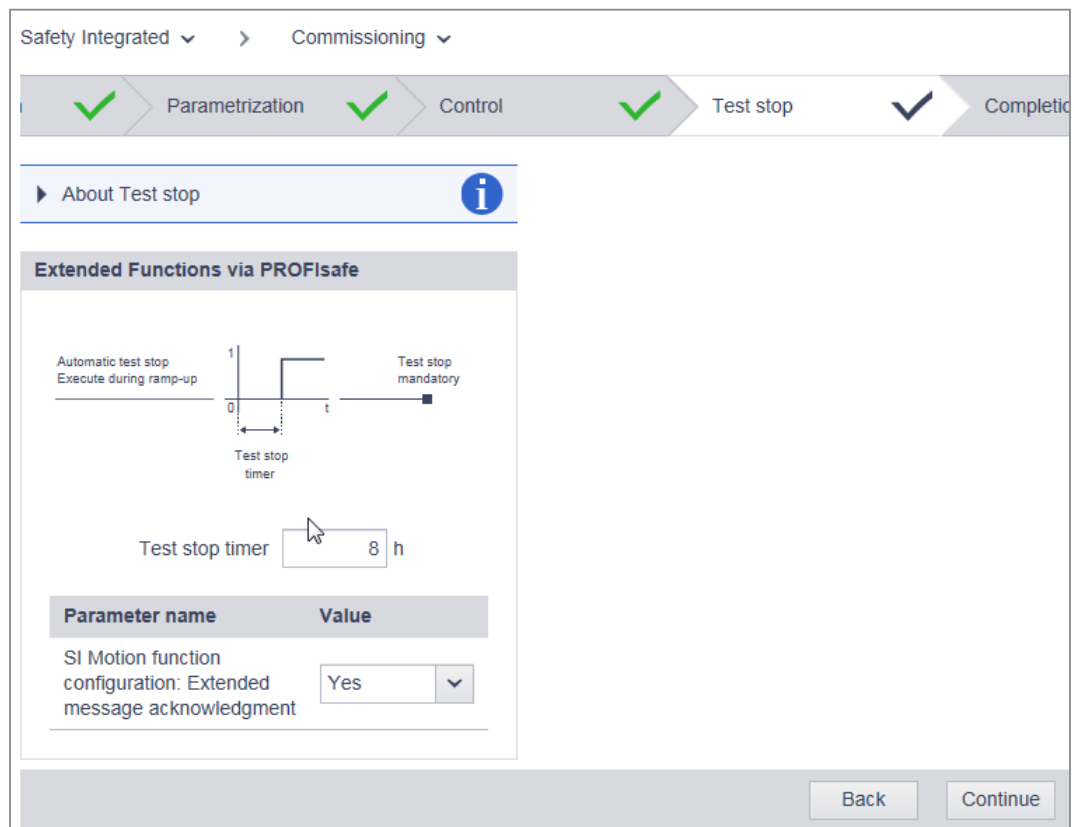 Safety Integrated > Commissioning
Parametrization Control Test stop Completic
About Test stop
i
Extended Functions via PROFIsafe
Automatic test stop
Execute during ramp-up
1
0
t
Test stop
mandatory
Test stop
timer
Test stop timer 8 h
Parameter name Value
SI Motion function
configuration: Extended
message acknowledgment
Yes
Back Continue